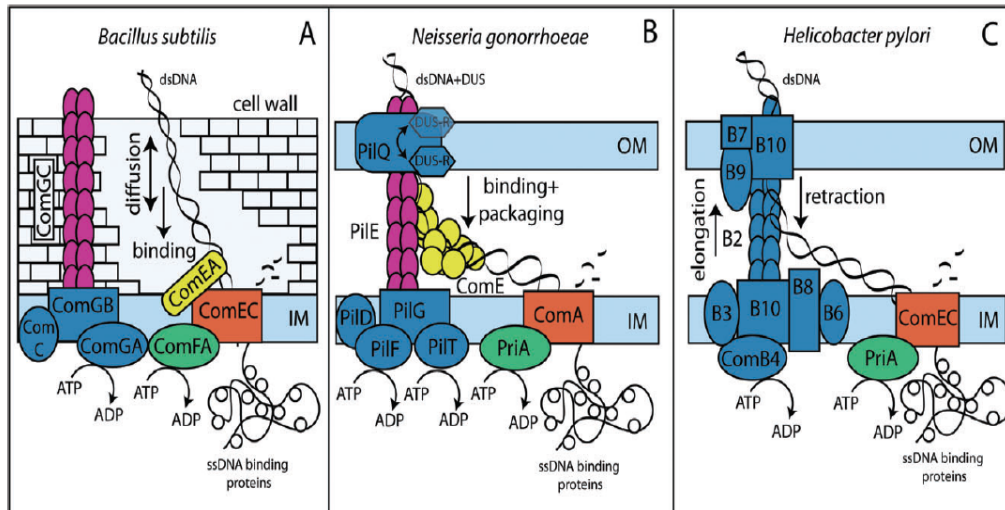 Bacillus subtilis
A
dsDNA
cell wall
ComGC
diffusion
binding
ComEA
ComGB
ComEC
IM
Com
C
ComGA
ComFA
ATP
ADP
ATP
ADP
ssDNA binding
proteins
Neisseria gonorrhoeae
B
dsDNA+DUS
PilQ
DUS-R
DUS-R
OM
binding+
packaging
PilE
ComE
PilD
PilG
ComA
IM
PilF
PilT
PriA
ATP
ADP
ATP
ADP
ATP
ADP
ssDNA binding
proteins
Helicobacter pylori
C
dsDNA
B7
B10
B9
OM
elongation
B2
retraction
B3
B10
B8
B6
ComEC
IM
ComB4
PriA
ATP
ADP
ATP
ADP
ssDNA binding
proteins